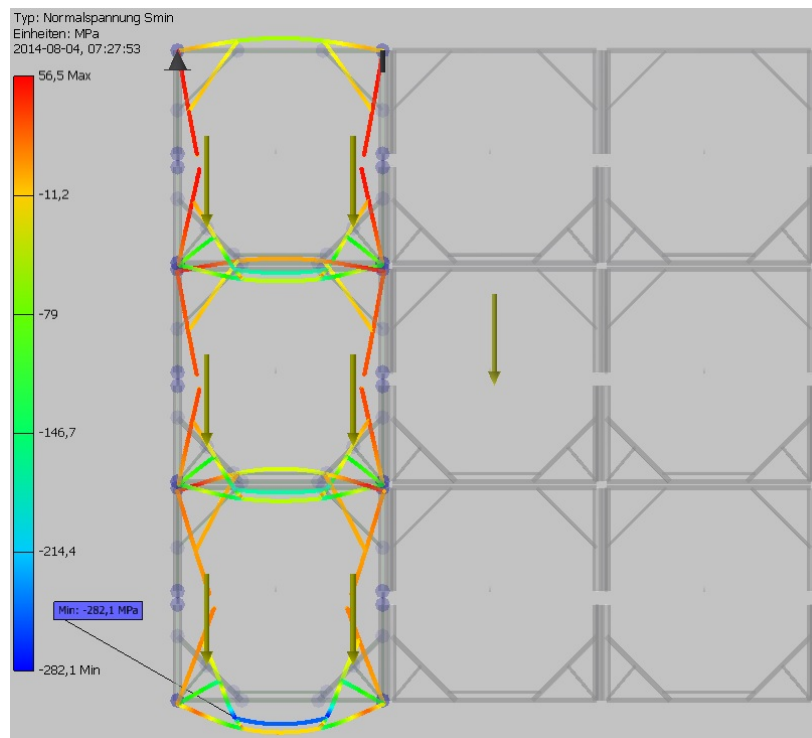 Typ: Normalspannung Smin
Einheiten: MPa
2014-08-04, 07:27:53
56,5 Max
-11,2
-79
-146,7
-214,4
Min: -282,1 MPa
-282,1 Min